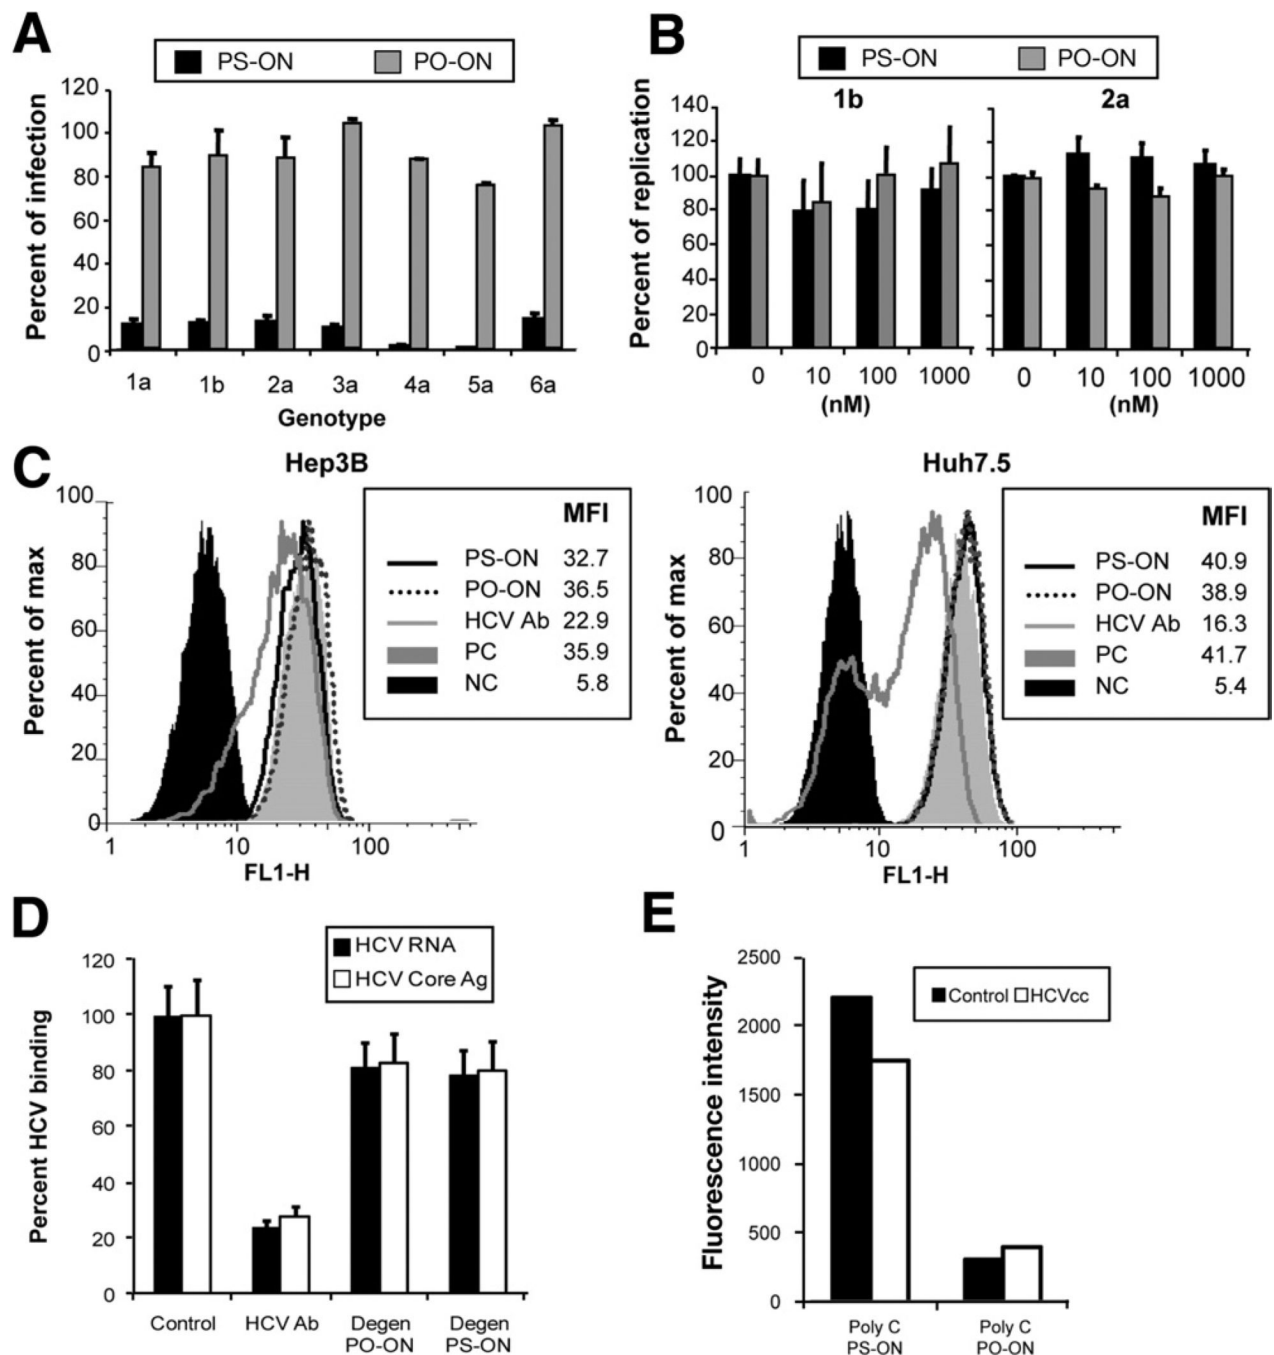 A
PS-ON PO-ON
Percent of infection
120
100
80
60
40
20
0
1a 1b 2a 3a 4a 5a 6a
Genotype
B
PS-ON PO-ON
1b 2a
Percent of replication
140
120
100
80
60
40
20
0
0 10 100 1000
(nM)
0 10 100 1000
(nM)
C
Hep3B
Percent of max
100
80
60
40
20
0
1 10 100
FL1-H
MFI
PS-ON 32.7
PO-ON 36.5
HCV Ab 22.9
PC 35.9
NC 5.8
Huh7.5
Percent of max
100
80
60
40
20
0
1 10 100
FL1-H
MFI
PS-ON 40.9
PO-ON 38.9
HCV Ab 16.3
PC 41.7
NC 5.4
D
HCV RNA
HCV Core Ag
Percent HCV binding
120
100
80
60
40
20
0
Control HCV Ab Degen Degen
PO-ON PS-ON
E
Control HCVcc
Fluorescence intensity
2500
2000
1500
1000
500
0
Poly C Poly C
PS-ON PO-ON